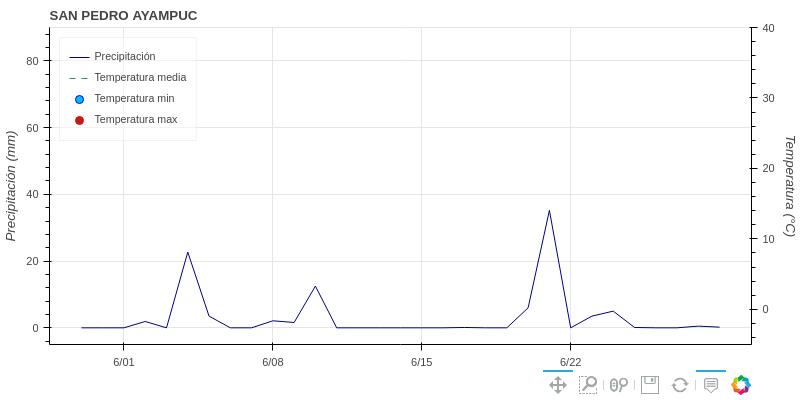 SAN PEDRO AYAMPUC
Precipitación
Temperatura media
Temperatura min
Temperatura max
Precipitación (mm)
80
60
40
20
0
Temperatura (°C)
40
30
20
10
0
6/01
6/08
6/15
6/22